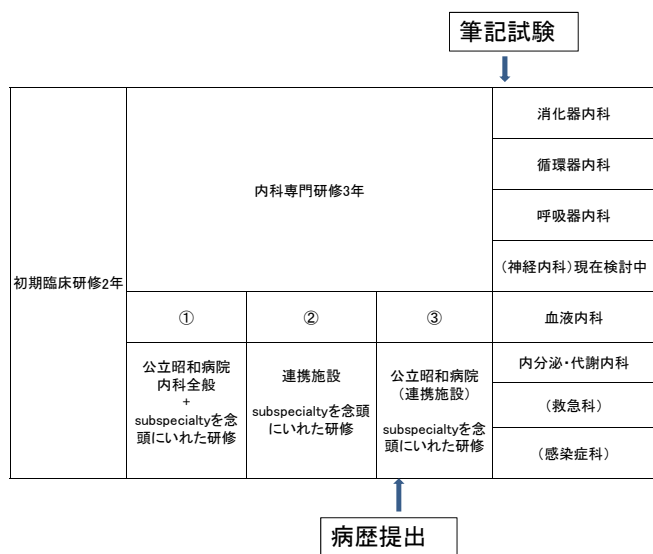 筆記試験
初期臨床研修2年
内科専門研修3年
①
②
③
公立昭和病院
内科全般
+
subspecialtyを念
頭にいれた研修
連携施設
subspecialtyを念頭
にいれた研修
公立昭和病院
(連携施設)
subspecialtyを念
頭にいれた研修
消化器内科
循環器内科
呼吸器内科
(神経内科)現在検討中
血液内科
内分泌・代謝内科
(救急科)
(感染症科)
病歴提出